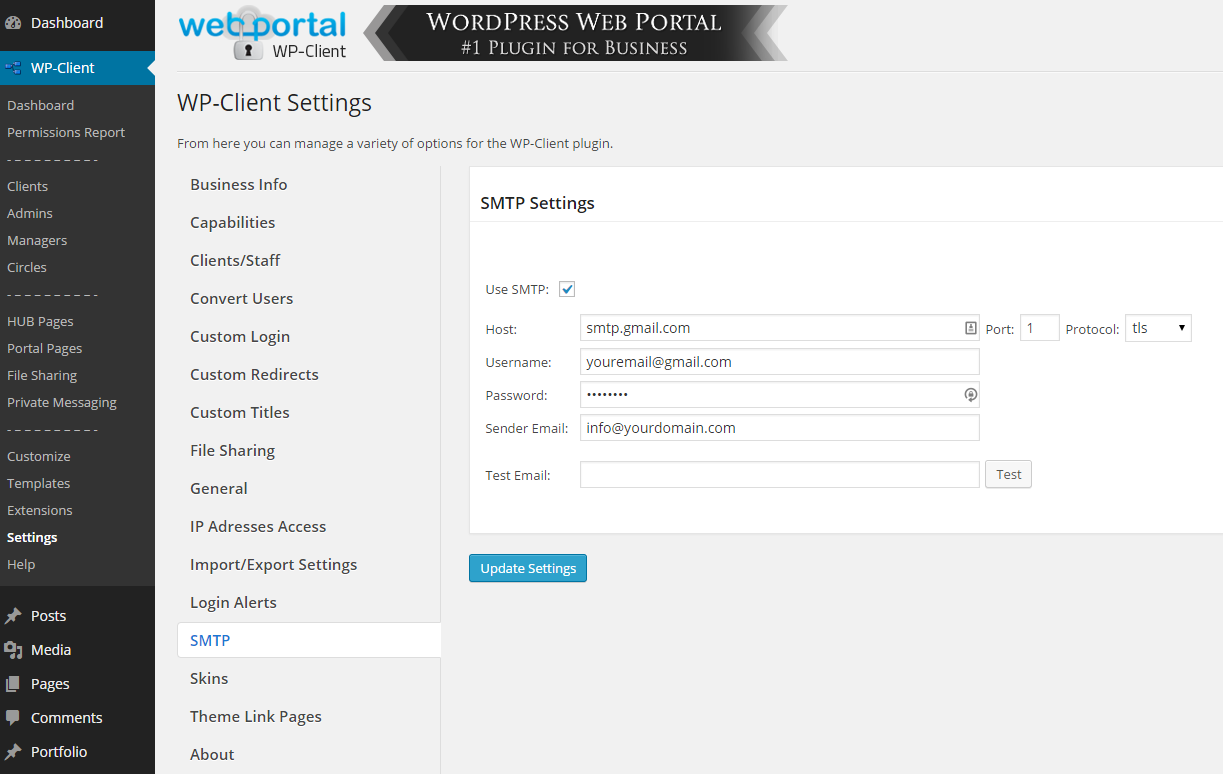 Dashboard
WP-Client
Dashboard
Permissions Report
- - - - - - - - - -
Clients
Admins
Managers
Circles
- - - - - - - - - -
HUB Pages
Portal Pages
File Sharing
Private Messaging
- - - - - - - - - -
Customize
Templates
Extensions
Settings
Help
Posts
Media
Pages
Comments
Portfolio
web portal
WP-Client
WORDPRESS WEB PORTAL
#1 PLUGIN FOR BUSINESS
WP-Client Settings
From here you can manage a variety of options for the WP-Client plugin.
Business Info
Capabilities
Clients/Staff
Convert Users
Custom Login
Custom Redirects
Custom Titles
File Sharing
General
IP Adresses Access
Import/Export Settings
Login Alerts
SMTP
Skins
Theme Link Pages
About
SMTP Settings
Use SMTP:
Host: smtp.gmail.com Port: 1 Protocol: tls
Username: youremail@gmail.com
Password: ••••••••
Sender Email: info@yourdomain.com
Test Email: Test
Update Settings